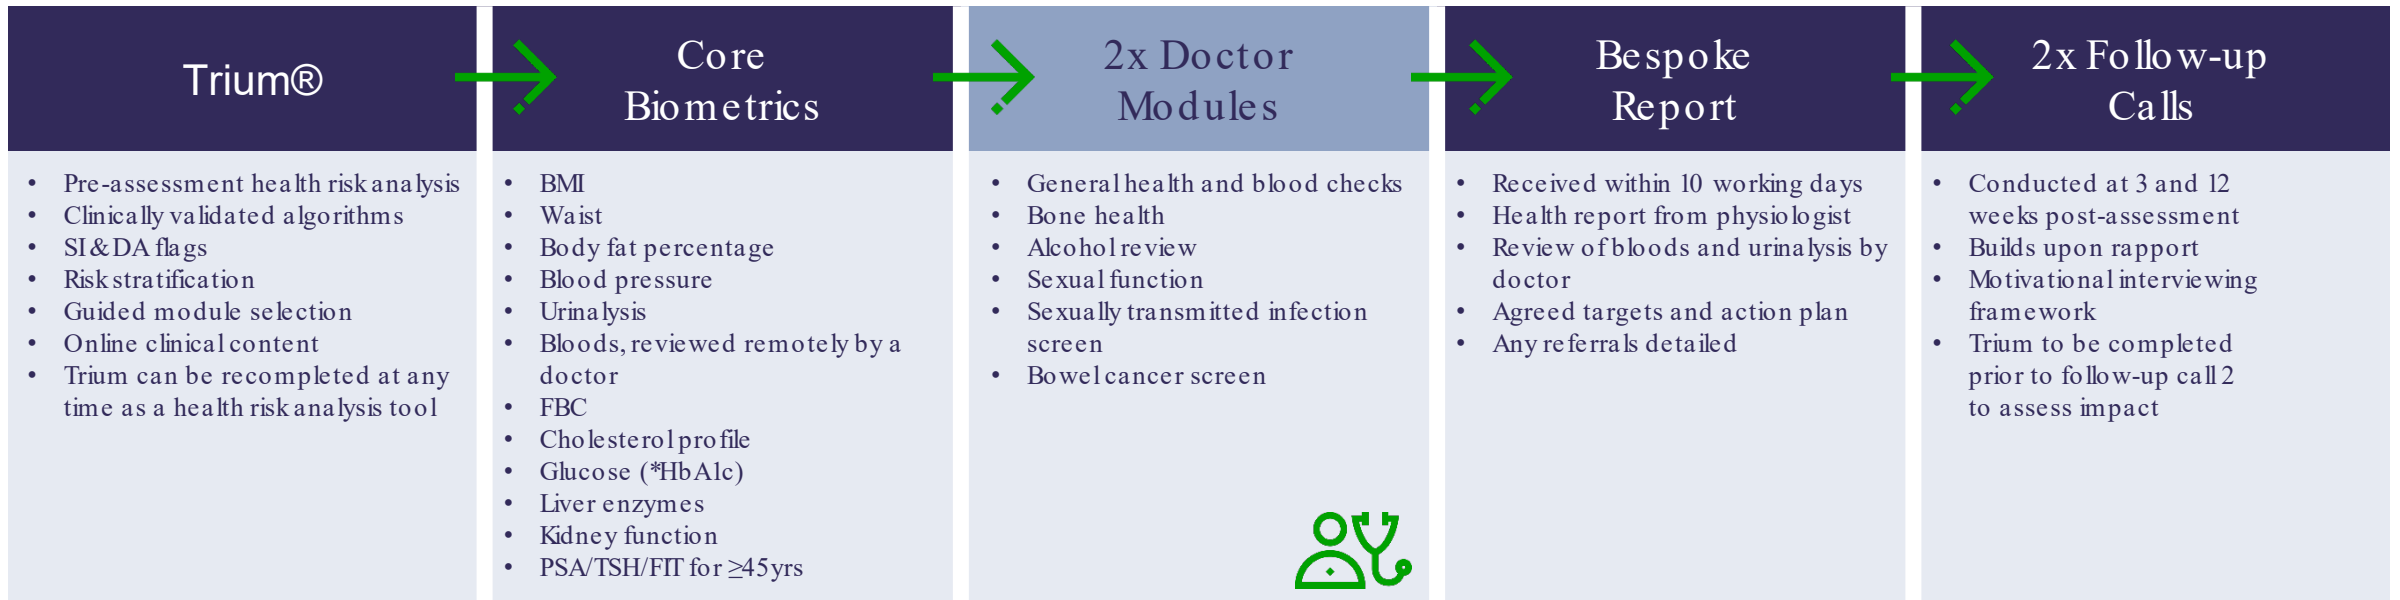 Trium®
• Pre-assessment health risk analysis
• Clinically validated algorithms
• SI & DA flags
• Risk stratification
• Guided module selection
• Online clinical content
• Trium can be recompleted at any
time as a health risk analysis tool
Core
Biometrics
• BMI
• Waist
• Body fat percentage
• Blood pressure
• Urinalysis
• Bloods, reviewed remotely by a
doctor
• FBC
• Cholesterol profile
• Glucose (*HbA1c)
• Liver enzymes
• Kidney function
• PSA/TSH/FIT for ≥45yrs
2x Doctor
Modules
• General health and blood checks
• Bone health
• Alcohol review
• Sexual function
• Sexually transmitted infection
screen
• Bowel cancer screen
Bespoke
Report
• Received within 10 working days
• Health report from physiologist
• Review of bloods and urinalysis by
doctor
• Agreed targets and action plan
• Any referrals detailed
2x Follow-up
Calls
• Conducted at 3 and 12
weeks post-assessment
• Builds upon rapport
• Motivational interviewing
framework
• Trium to be completed
prior to follow-up call 2
to assess impact